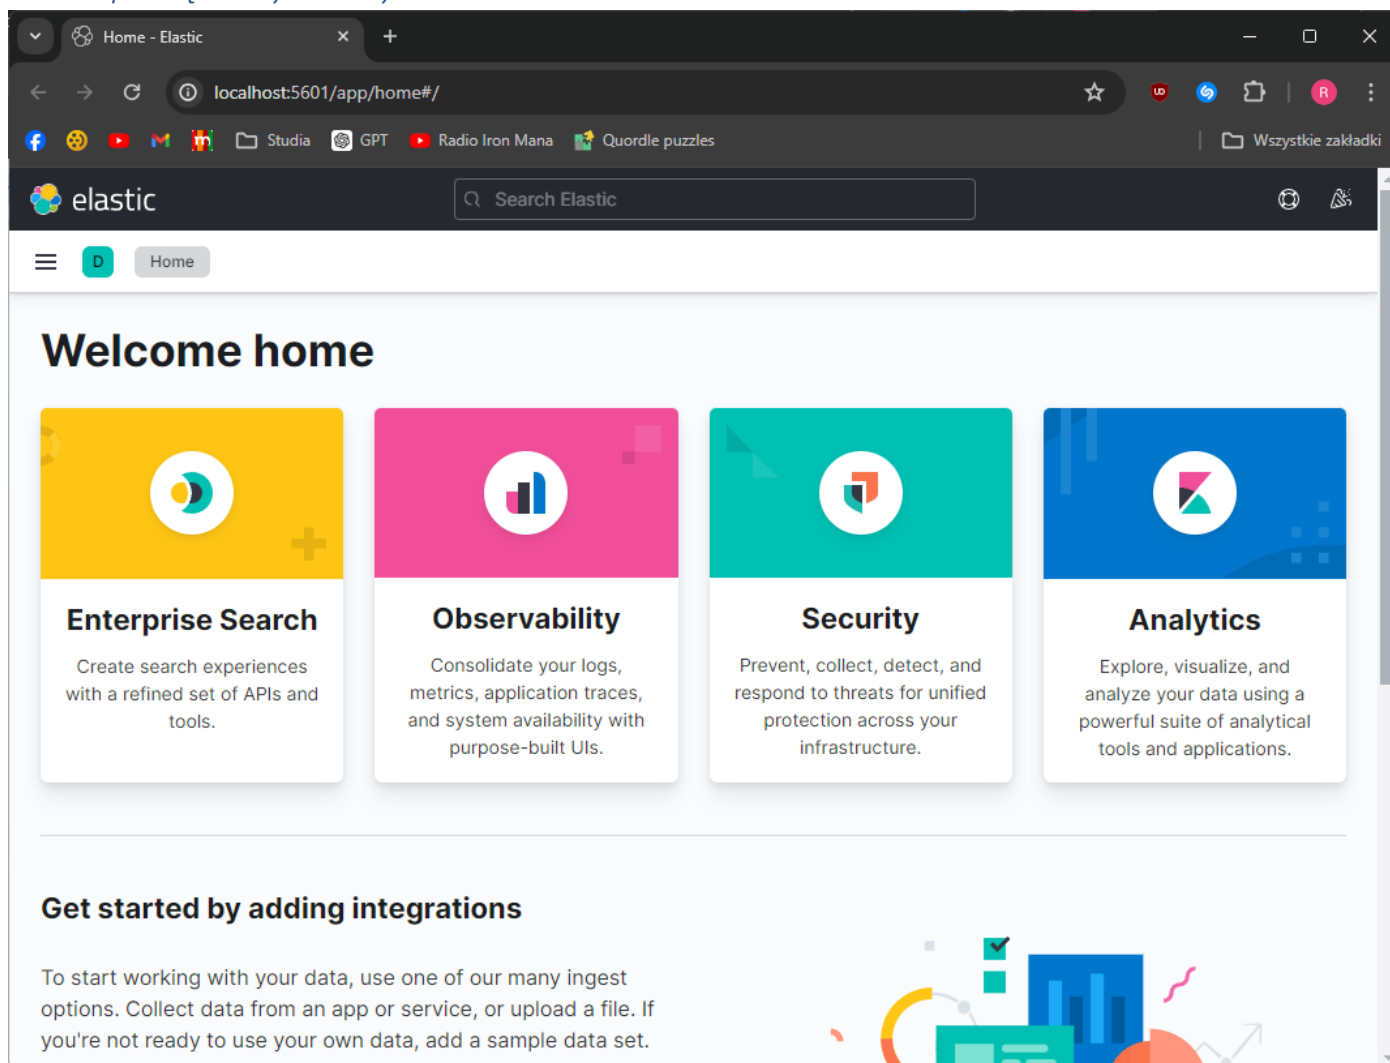 Home - Elastic
localhost:5601/app/home#/
R
Studia GPT Radio Iron Mana Quordle puzzles Wszystkie zakładki
elastic Search Elastic
D Home
Welcome home
Enterprise Search
Create search experiences
with a refined set of APIs and
tools.
Observability
Consolidate your logs,
metrics, application traces,
and system availability with
purpose-built UIs.
Security
Prevent, collect, detect, and
respond to threats for unified
protection across your
infrastructure.
Analytics
Explore, visualize, and
analyze your data using a
powerful suite of analytical
tools and applications.
Get started by adding integrations
To start working with your data, use one of our many ingest
options. Collect data from an app or service, or upload a file. If
you're not ready to use your own data, add a sample data set.